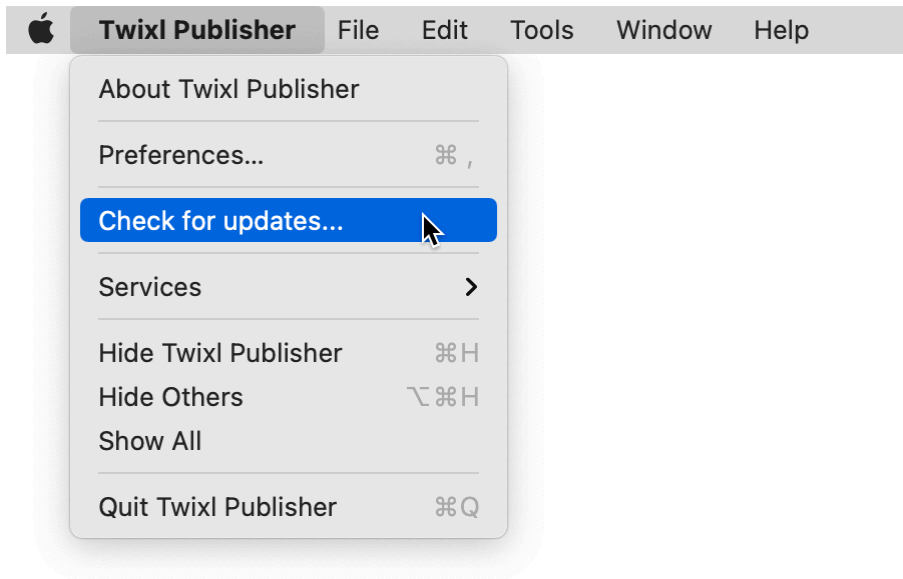 Twixl Publisher File Edit Tools Window Help
About Twixl Publisher
Preferences... ⌘ ,
Check for updates...
Services
Hide Twixl Publisher ⌘H
Hide Others ⌥⌘H
Show All
Quit Twixl Publisher ⌘Q